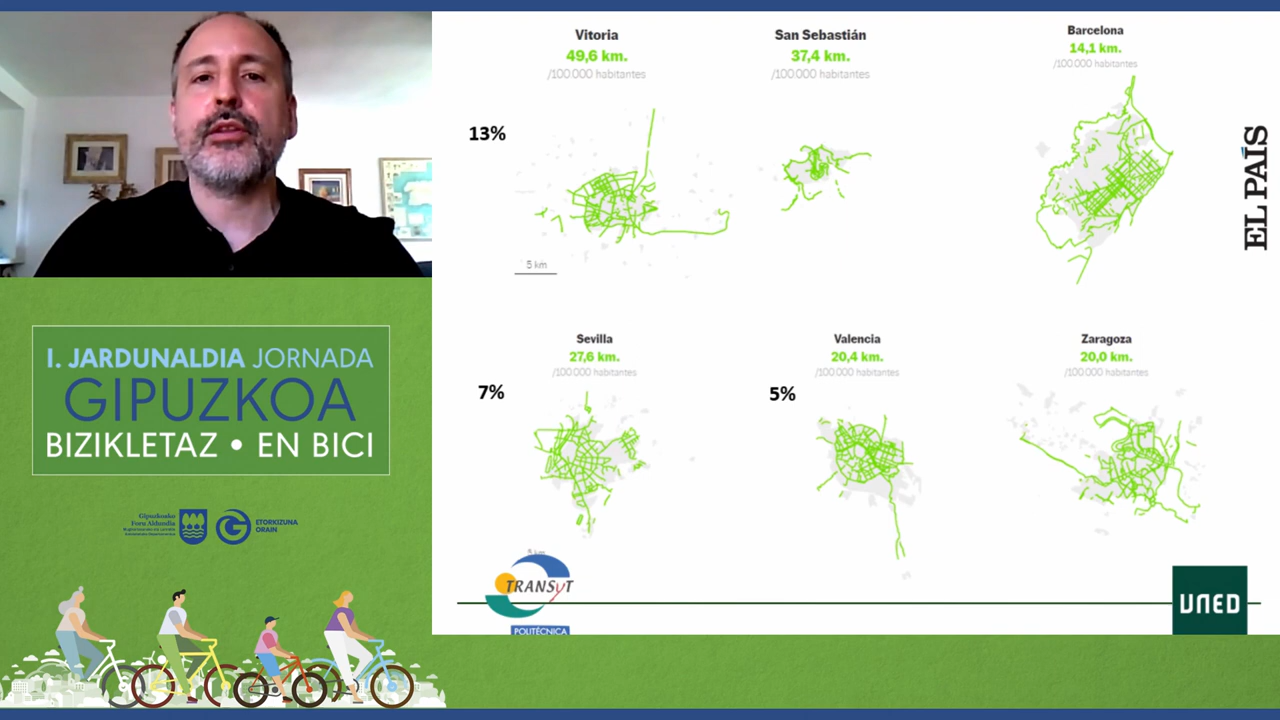 Vitoria
49,6 km.
/100 000 habitantes
San Sebastián
37,4 km.
/100 000 habitantes
Barcelona
14,1 km.
/100 000 habitantes
13%
EL PAÍS
5 km
Sevilla
27,6 km.
/100 000 habitantes
Valencia
20,4 km.
/100 000 habitantes
Zaragoza
20,0 km.
/100 000 habitantes
7%
5%
5 km
TRANSyT
POLITÉCNICA
UNED
I. JARDUNALDIA JORNADA
GIPUZKOA
BIZIKLETAZ • EN BICI
Gipuzkoako
Foru Aldundia
ETORKIZUNA
ORAIN